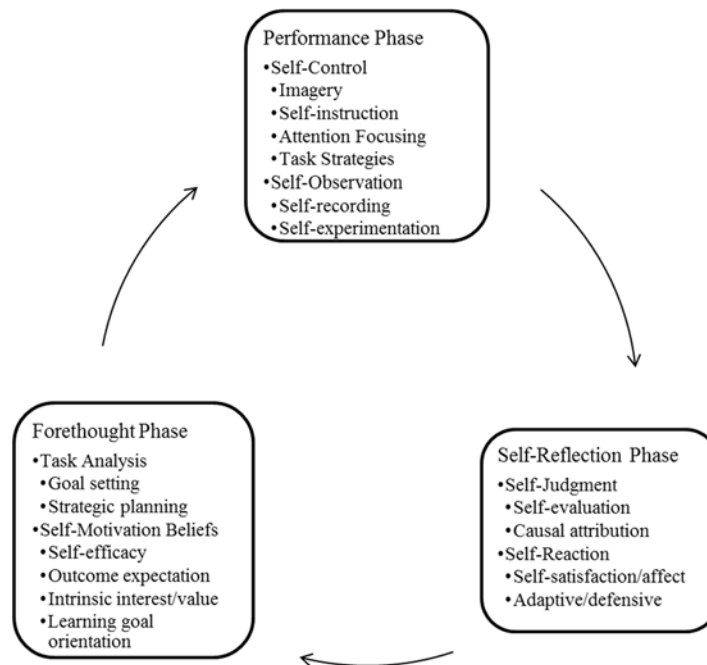 Performance Phase
•Self-Control
•Imagery
•Self-instruction
•Attention Focusing
•Task Strategies
•Self-Observation
•Self-recording
•Self-experimentation
Forethought Phase
•Task Analysis
•Goal setting
•Strategic planning
•Self-Motivation Beliefs
•Self-efficacy
•Outcome expectation
•Intrinsic interest/value
•Learning goal
orientation
Self-Reflection Phase
•Self-Judgment
•Self-evaluation
•Causal attribution
•Self-Reaction
•Self-satisfaction/affect
•Adaptive/defensive